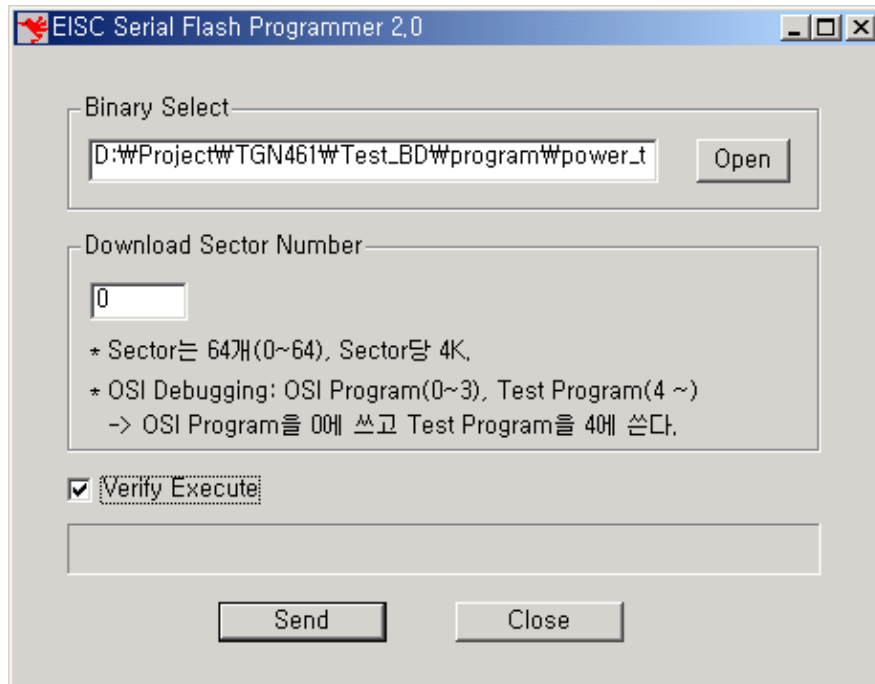 EISC Serial Flash Programmer 2,0
Binary Select
D:₩Project₩TGN461₩Test_BD₩program₩power_t
Open
Download Sector Number
0
* Sector는 64개(0~64), Sector당 4K,
* OSI Debugging: OSI Program(0~3), Test Program(4 ~)
-> OSI Program을 0에 쓰고 Test Program을 4에 쓴다,
Verify Execute
Send
Close